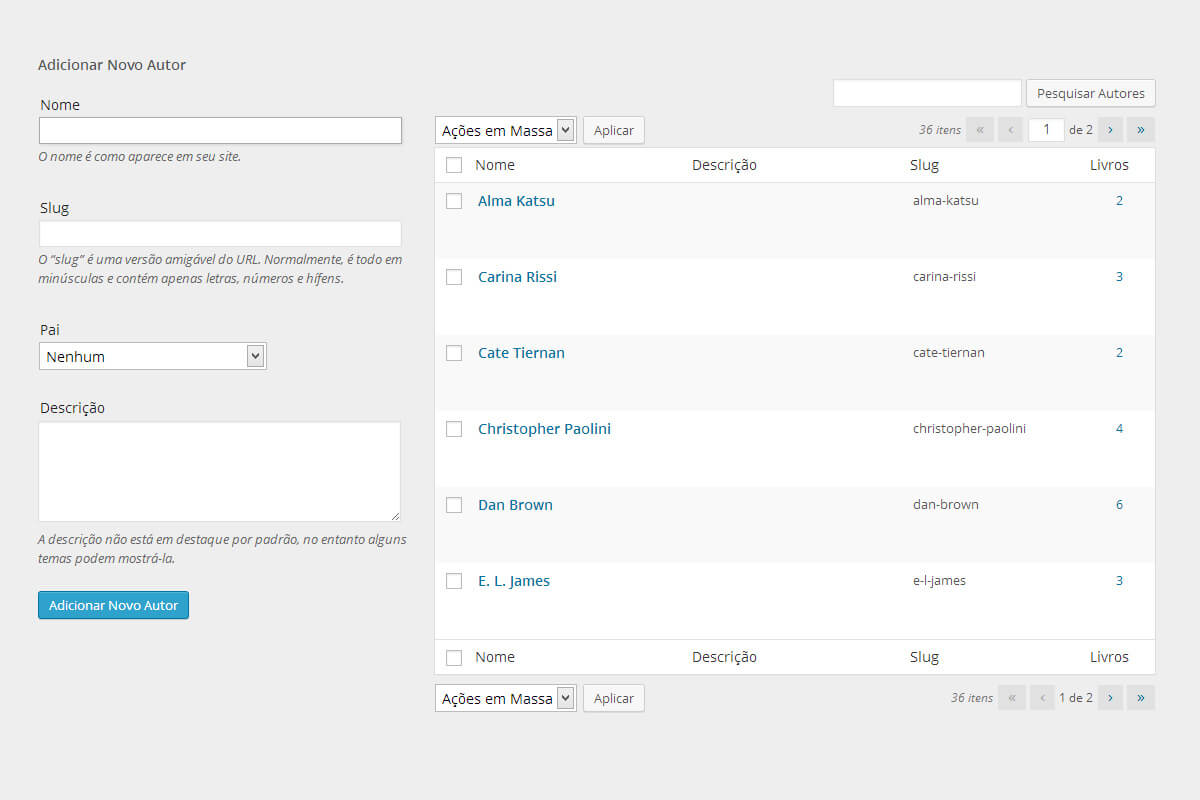 Adicionar Novo Autor
Nome
O nome é como aparece em seu site.
Slug
O “slug” é uma versão amigável do URL. Normalmente, é todo em
minúsculas e contém apenas letras, números e hífens.
Pai
Nenhum
Descrição
A descrição não está em destaque por padrão, no entanto alguns
temas podem mostrá-la.
Adicionar Novo Autor
Pesquisar Autores
Ações em Massa Aplicar 36 itens « ‹ 1 de 2 › »
Nome Descrição Slug Livros
Alma Katsu alma-katsu 2
Carina Rissi carina-rissi 3
Cate Tiernan cate-tiernan 2
Christopher Paolini christopher-paolini 4
Dan Brown dan-brown 6
E. L. James e-l-james 3
Nome Descrição Slug Livros
Ações em Massa Aplicar 36 itens « ‹ 1 de 2 › »